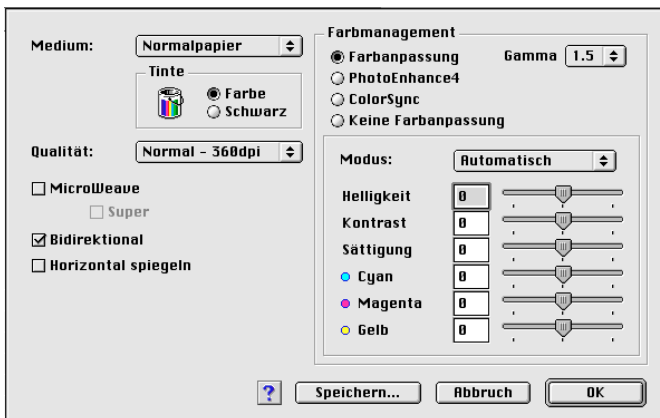 Medium: Normalpapier
Tinte
Farbe
Schwarz
Qualität: Normal - 360dpi
MicroWeave
Super
Bidirektional
Horizontal spiegeln
Farbmanagement
Farbanpassung
Gamma 1.5
PhotoEnhance4
ColorSync
Keine Farbanpassung
Modus: Automatisch
Helligkeit 0
Kontrast 0
Sättigung 0
Cyan 0
Magenta 0
Gelb 0
? Speichern... Abbruch OK